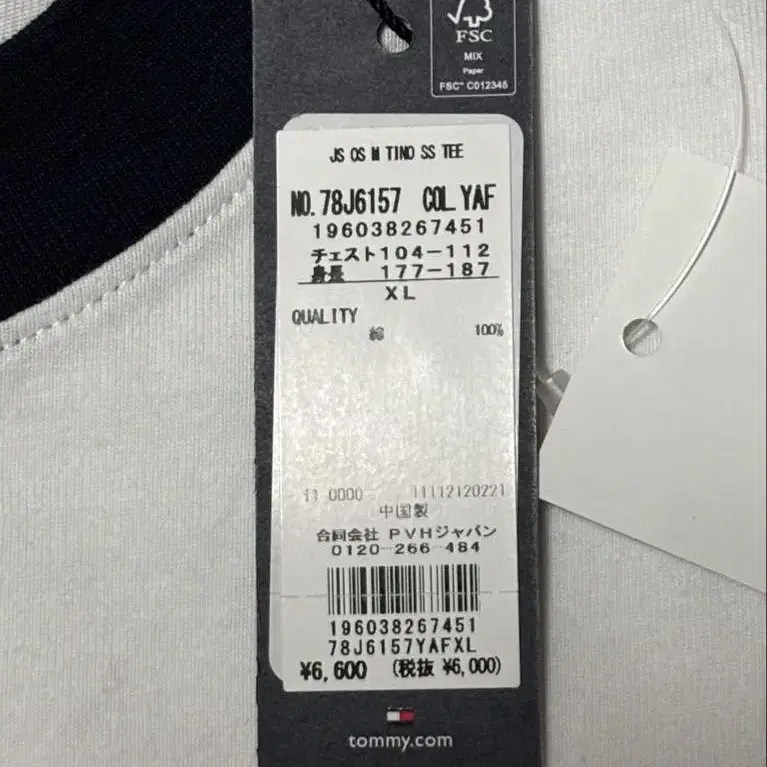 FSC
MIX
Paper
FSC™ C012345
JS OS M TINO SS TEE
NO. 78J6157 COL. YAF
196038267451
チェスト104-112
身長 177-187
XL
QUALITY
綿 100%
11 0000 11112120221
中国製
合同会社 PVHジャパン
0120-266-484
196038267451
78J6157YAFXL
¥6,600 (税抜 ¥6,000)
tommy.com